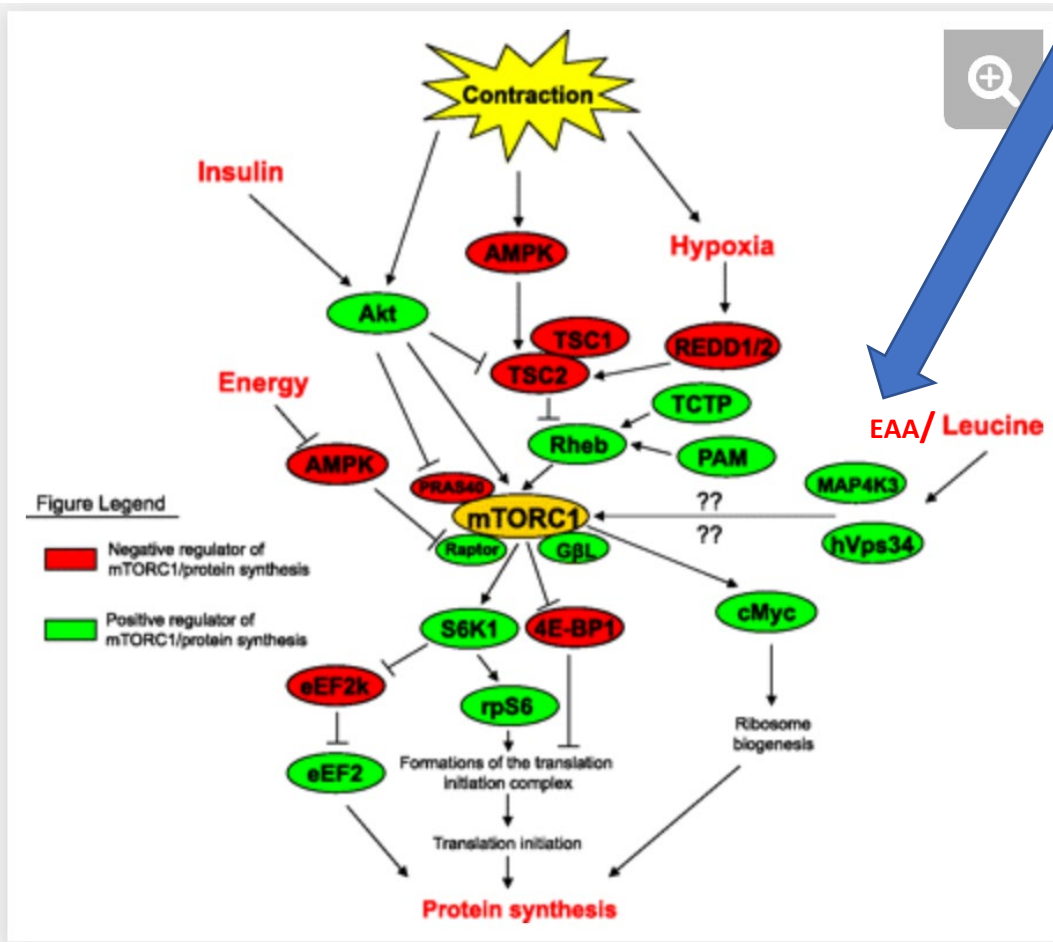 Contraction
Insulin
AMPK
Hypoxia
Akt
TSC1
REDD1/2
TSC2
Energy
TCTP
EAA/ Leucine
Rheb
PAM
AMPK
MAP4K3
PRAS40
Figure Legend
mTORC1
??
??
Raptor
GβL
hVps34
Negative regulator of
mTORC1/protein synthesis
Positive regulator of
mTORC1/protein synthesis
S6K1
4E-BP1
cMyc
eEF2k
rpS6
Ribosome
biogenesis
eEF2
Formations of the translation
initiation complex
Translation initiation
Protein synthesis